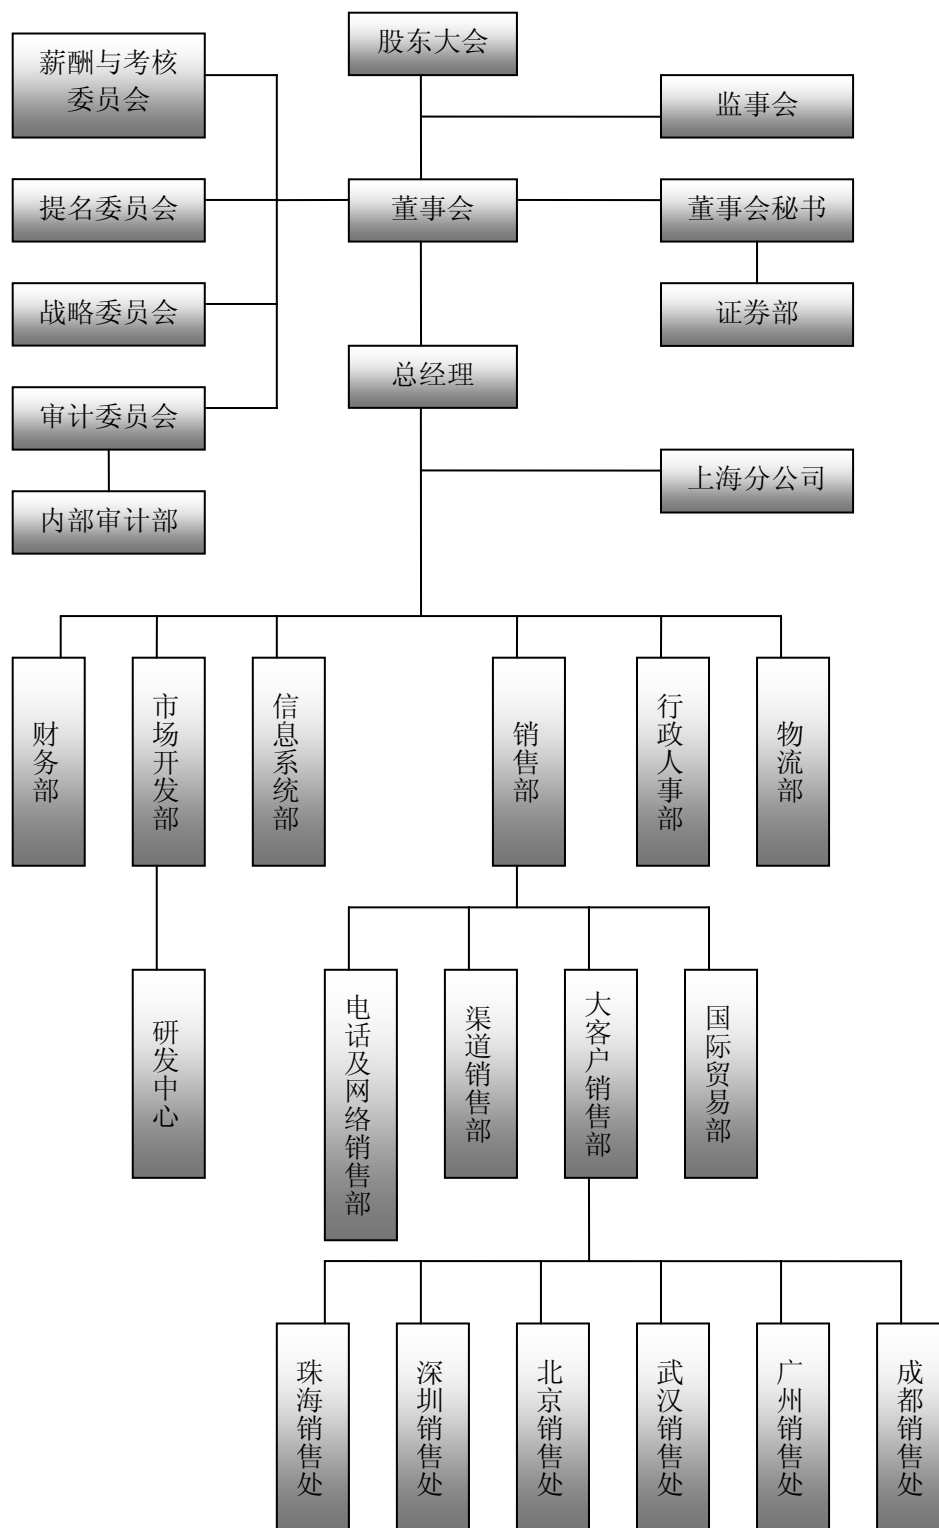 股东大会
薪酬与考核
委员会
监事会
提名委员会
董事会
董事会秘书
战略委员会
证券部
总经理
审计委员会
上海分公司
内部审计部
财务部
市场开发部
信息系统部
销售部
行政人事部
物流部
研发中心
电话及网络销售部
渠道销售部
大客户销售部
国际贸易部
珠海销售处
深圳销售处
北京销售处
武汉销售处
广州销售处
成都销售处